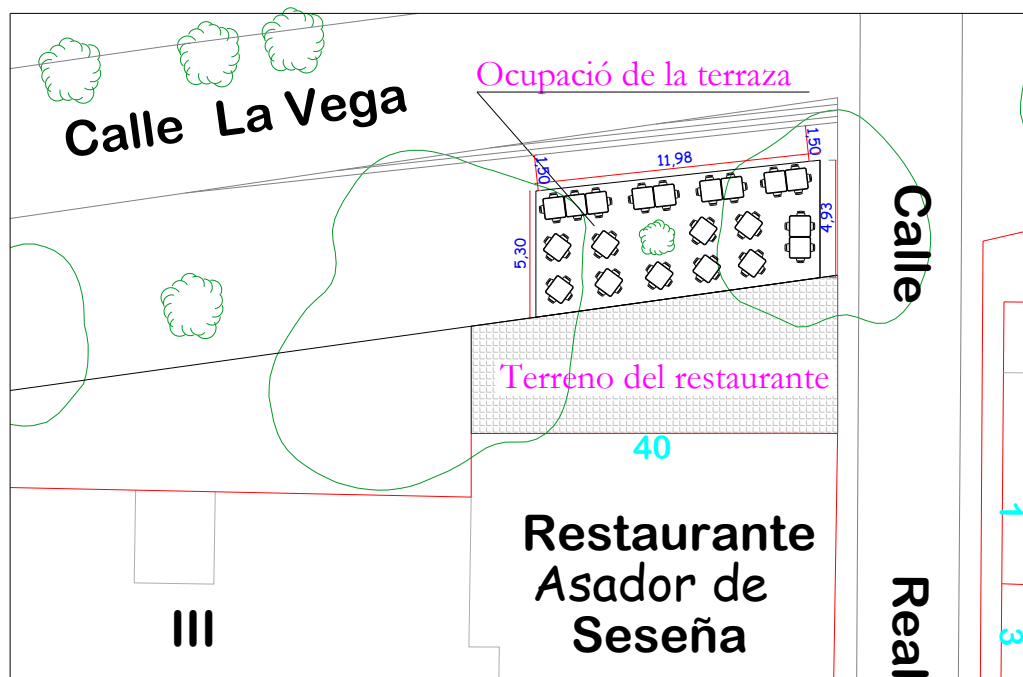 Ocupació de la terraza
Calle La Vega
1,50
11,98
1,50
5,30
4,93
Calle
Real
Terreno del restaurante
40
Restaurante
Asador de
Seseña
III
1
3